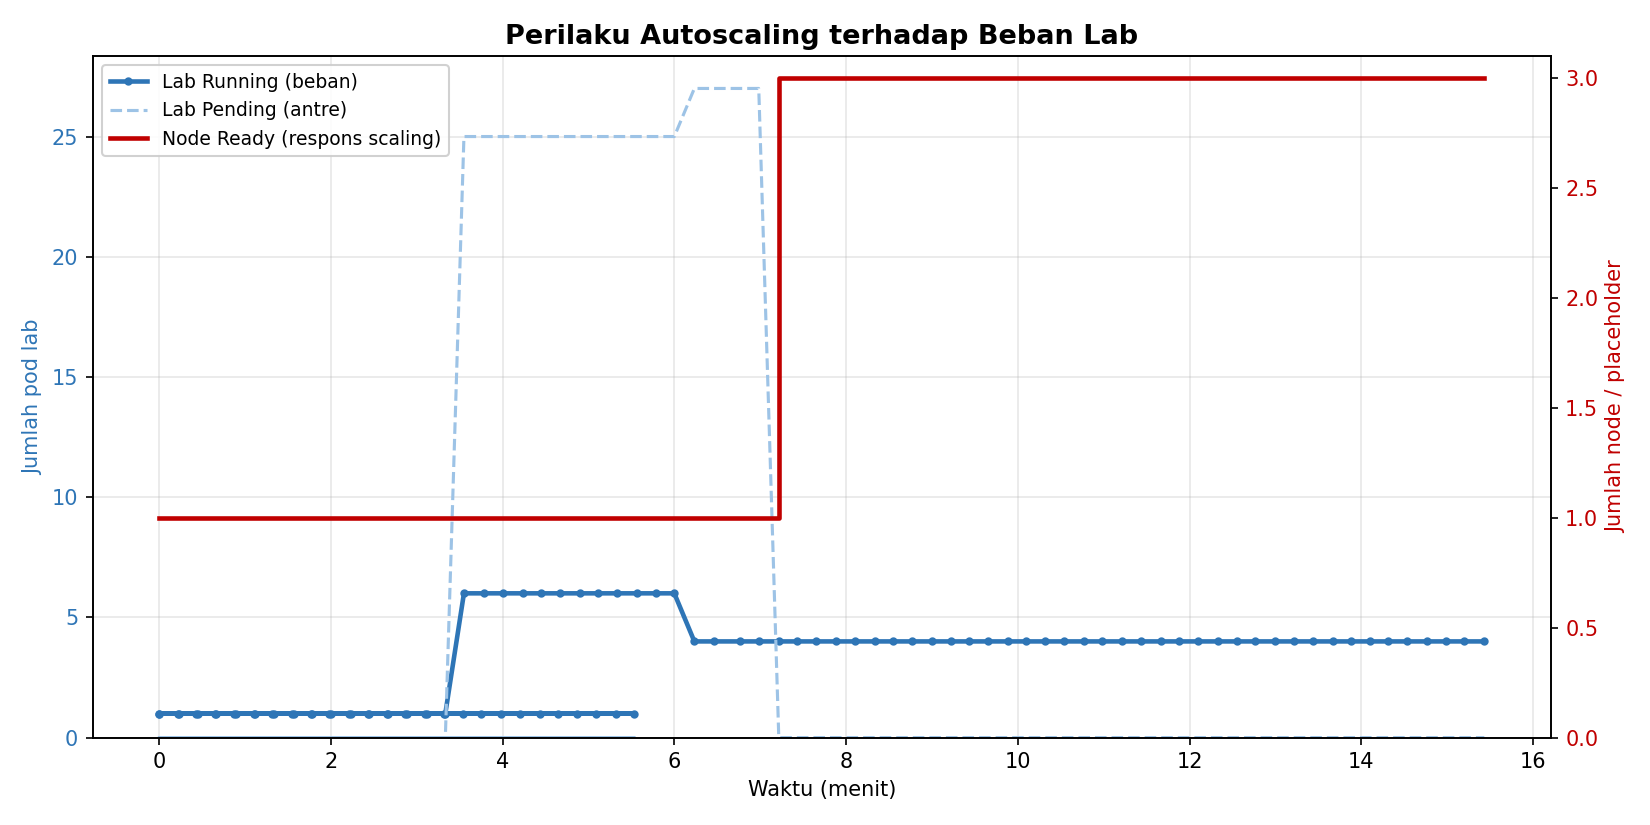 Perilaku Autoscaling terhadap Beban Lab
Lab Running (beban)
Lab Pending (antre)
Node Ready (respons scaling)
Jumlah pod lab
25
20
15
10
5
0
3.0
2.5
2.0
1.5
1.0
0.5
0.0
Jumlah node / placeholder
0 2 4 6 8 10 12 14 16
Waktu (menit)